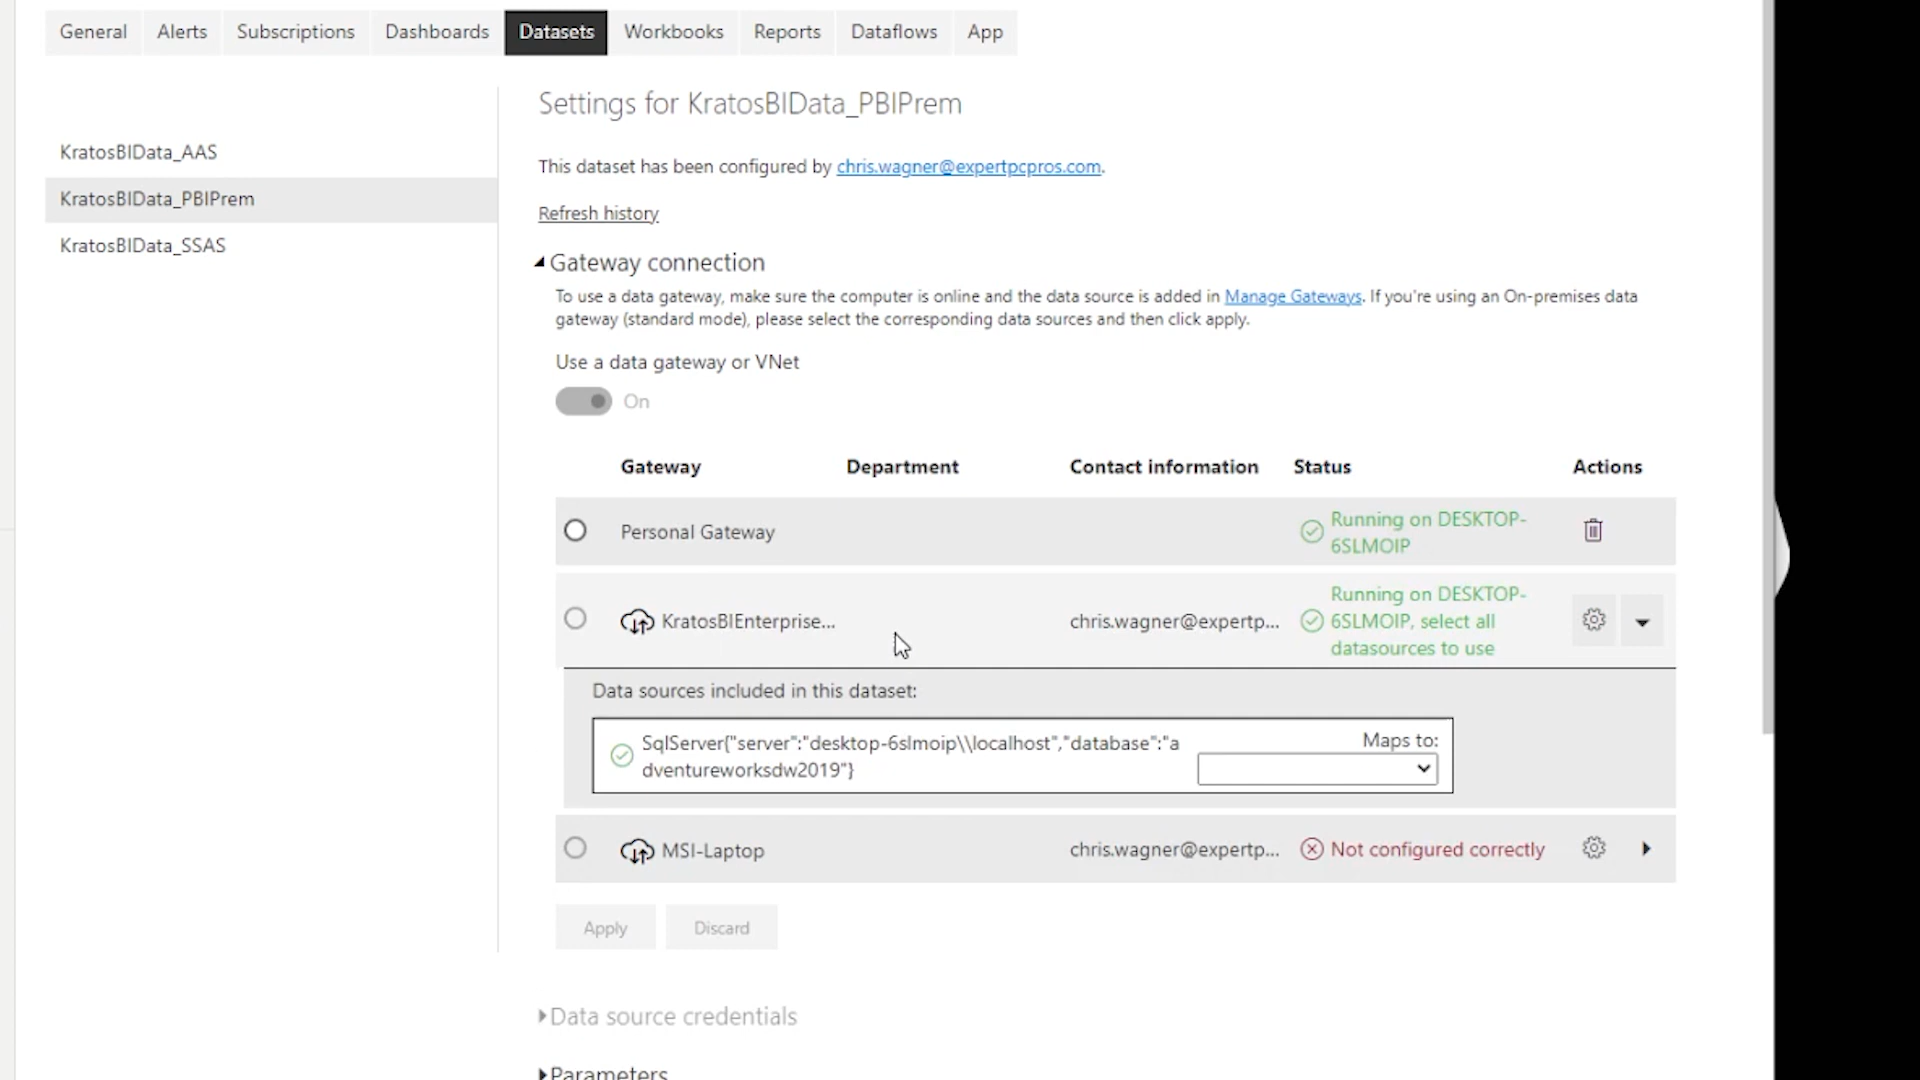 General Alerts Subscriptions Dashboards Datasets Workbooks Reports Dataflows App
KratosBIData_AAS
KratosBIData_PBIPrem
KratosBIData_SSAS
Settings for KratosBIData_PBIPrem
This dataset has been configured by chris.wagner@expertpcpros.com.
Refresh history
Gateway connection
To use a data gateway, make sure the computer is online and the data source is added in Manage Gateways. If you're using an On-premises data
gateway (standard mode), please select the corresponding data sources and then click apply.
Use a data gateway or VNet
On
Gateway Department Contact information Status Actions
Personal Gateway Running on DESKTOP-
6SLMOIP
KratosBIEnterprise... chris.wagner@expertp... Running on DESKTOP-
6SLMOIP, select all
datasources to use
Data sources included in this dataset:
SqlServer{"server":"desktop-6slmoip\\localhost","database":"a
dventureworksdw2019"}
Maps to:
MSI-Laptop chris.wagner@expertp... Not configured correctly
Apply Discard
Data source credentials
Parameters